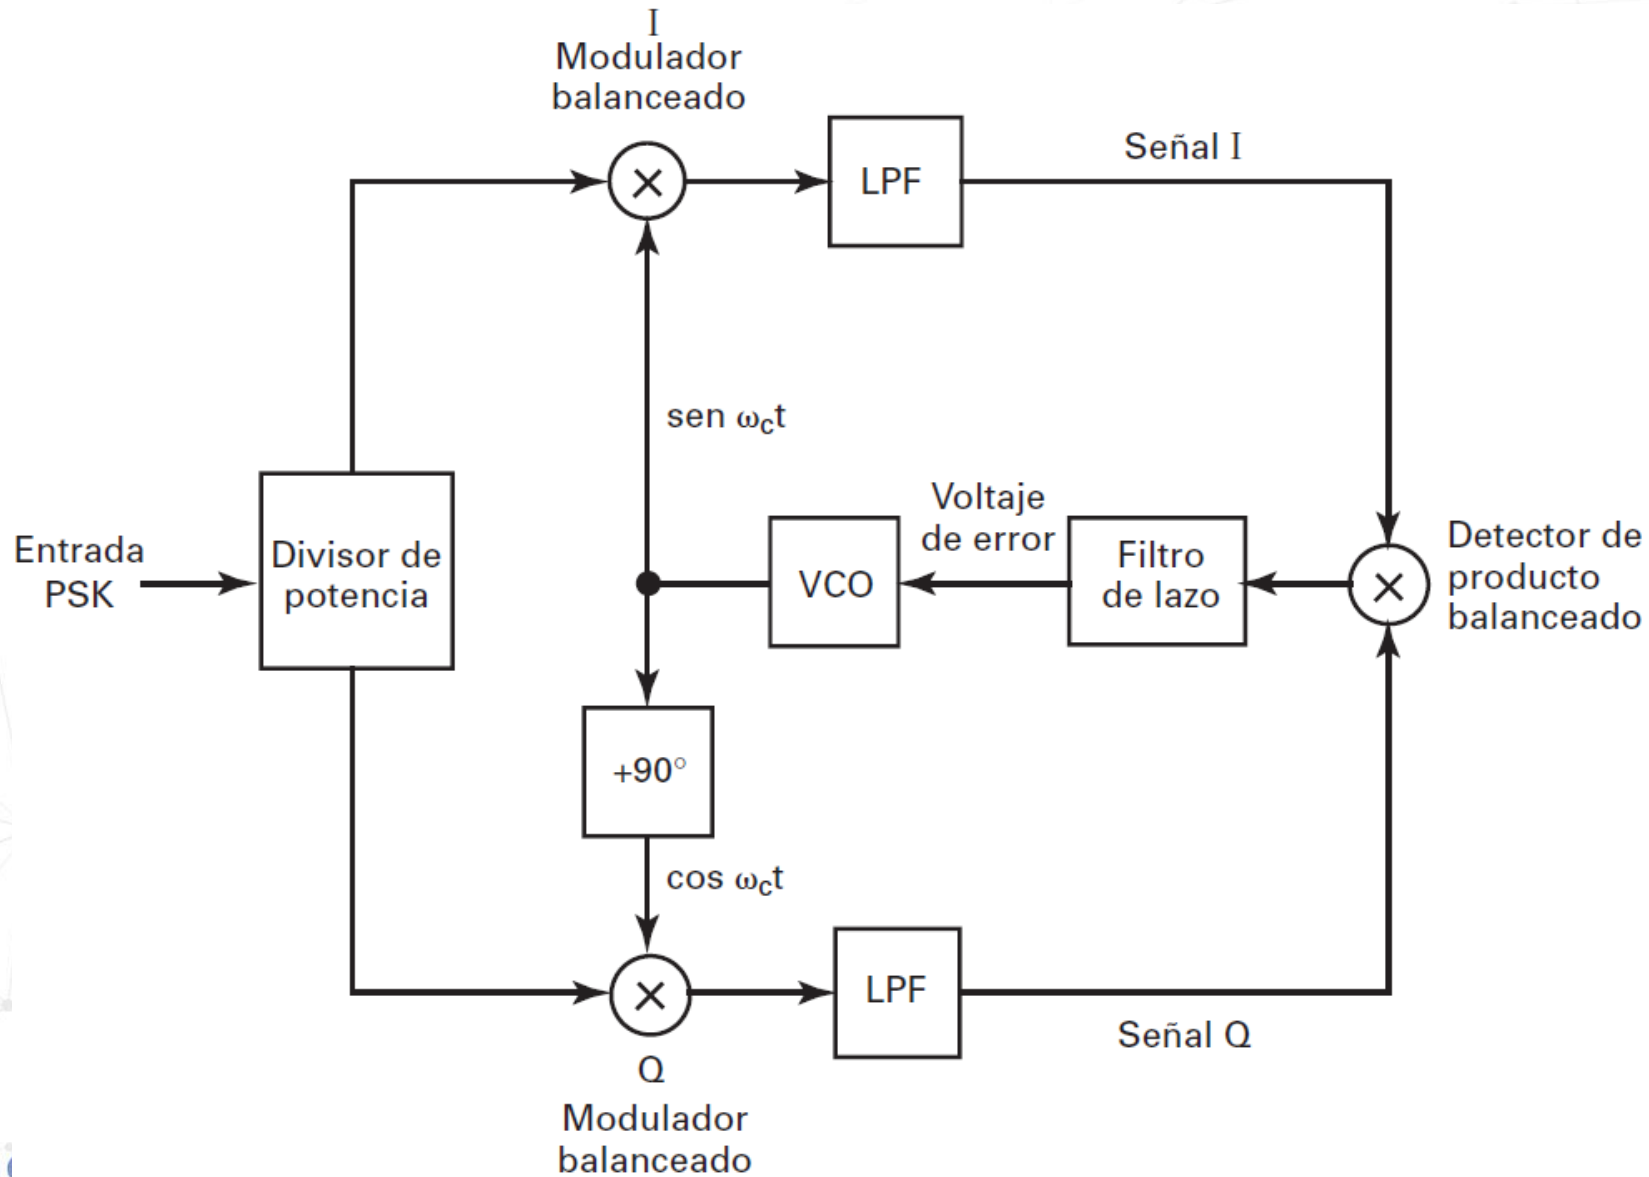 I
Modulador
balanceado
LPF
Señal I
sen ωct
Entrada
PSK
Divisor de
potencia
VCO
Voltaje
de error
Filtro
de lazo
Detector de
producto
balanceado
+90°
cos ωct
LPF
Señal Q
Q
Modulador
balanceado